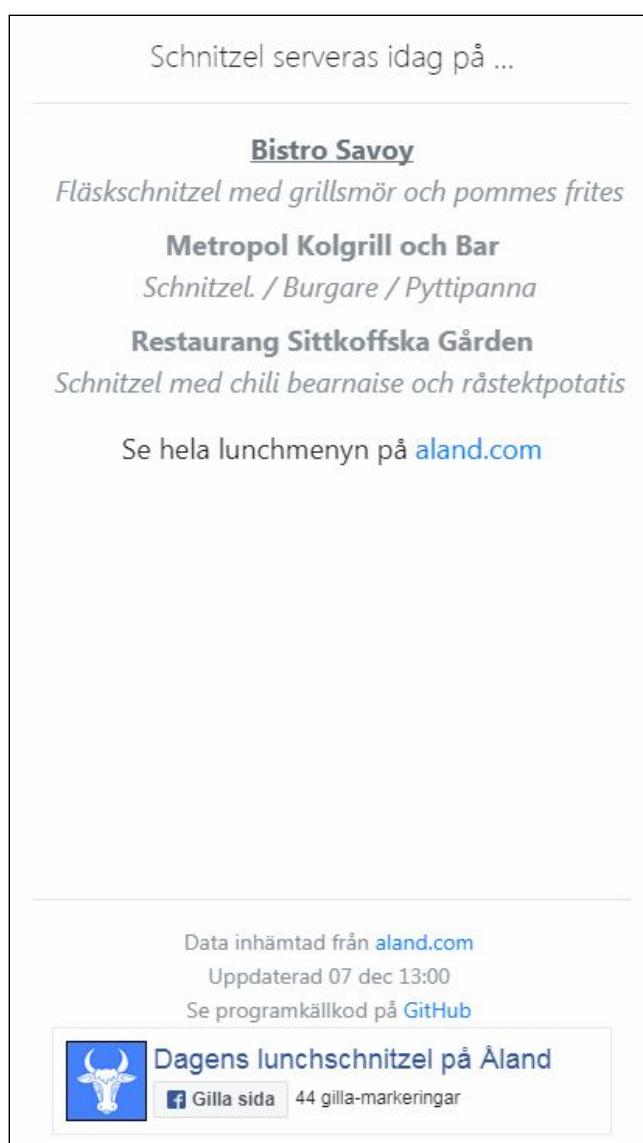 Schnitzel serveras idag på ...
Bistro Savoy
Fläskschnitzel med grillsmör och pommes frites
Metropol Kolgrill och Bar
Schnitzel. / Burgare / Pyttipanna
Restaurang Sittkoffska Gården
Schnitzel med chili bearnaise och råstektpotatis
Se hela lunchmenyn på aland.com
Data inhämtad från aland.com
Uppdaterad 07 dec 13:00
Se programkällkod på GitHub
Dagens lunchschnitzel på Åland
Gilla sida 44 gilla-markeringar